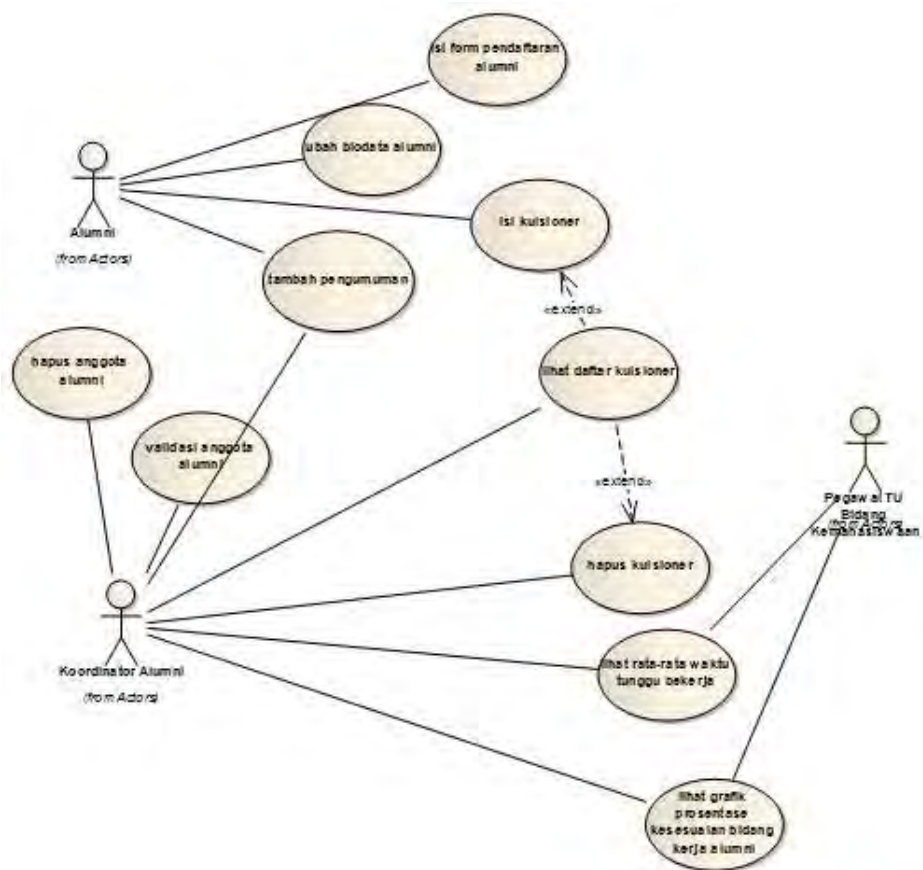 isi form pendaftaran
alumni
ubah biodata alumni
isi kuisioner
Alumni
(from Actors)
tambah pengumuman
«extend»
hapus anggota
alumni
lihat daftar kuisioner
validasi anggota
alumni
«extend»
Pegawai TU
Bidang
(from Actors)
Kemahasiswaan
hapus kuisioner
Koordinator Alumni
(from Actors)
lihat rata-rata waktu
tunggu bekerja
lihat grafik
prosentase
kesesuaian bidang
kerja alumni